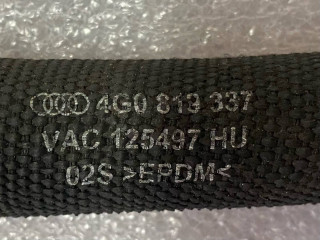 4G0 819 337
VAC 125497 HU
02S >EPDM<